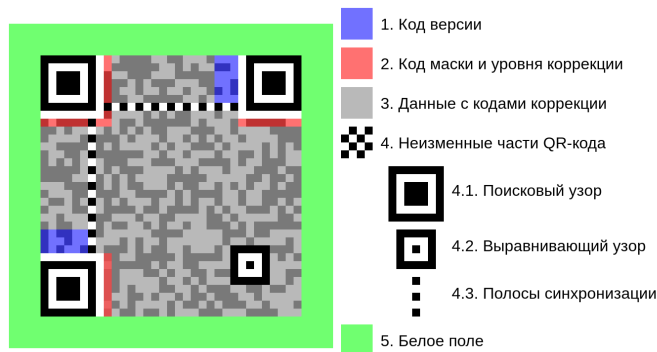 1. Код версии
2. Код маски и уровня коррекции
3. Данные с кодами коррекции
4. Неизменные части QR-кода
4.1. Поисковый узор
4.2. Выравнивающий узор
4.3. Полосы синхронизации
5. Белое поле